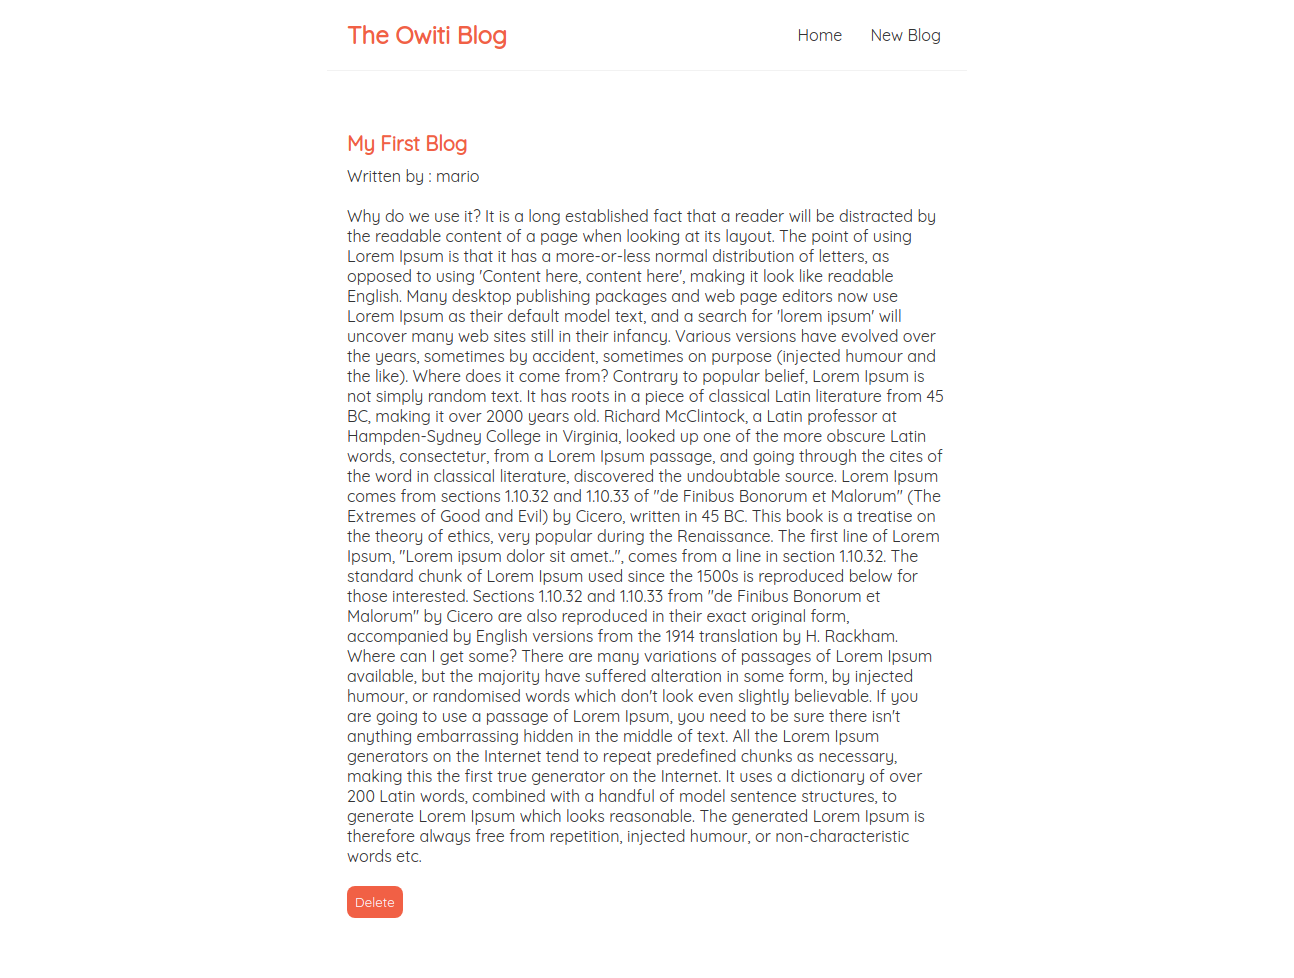 The Owiti Blog
Home
New Blog
My First Blog
Written by : mario
Why do we use it? It is a long established fact that a reader will be distracted by
the readable content of a page when looking at its layout. The point of using
Lorem Ipsum is that it has a more-or-less normal distribution of letters, as
opposed to using 'Content here, content here', making it look like readable
English. Many desktop publishing packages and web page editors now use
Lorem Ipsum as their default model text, and a search for 'lorem ipsum' will
uncover many web sites still in their infancy. Various versions have evolved over
the years, sometimes by accident, sometimes on purpose (injected humour and
the like). Where does it come from? Contrary to popular belief, Lorem Ipsum is
not simply random text. It has roots in a piece of classical Latin literature from 45
BC, making it over 2000 years old. Richard McClintock, a Latin professor at
Hampden-Sydney College in Virginia, looked up one of the more obscure Latin
words, consectetur, from a Lorem Ipsum passage, and going through the cites of
the word in classical literature, discovered the undoubtable source. Lorem Ipsum
comes from sections 1.10.32 and 1.10.33 of "de Finibus Bonorum et Malorum" (The
Extremes of Good and Evil) by Cicero, written in 45 BC. This book is a treatise on
the theory of ethics, very popular during the Renaissance. The first line of Lorem
Ipsum, "Lorem ipsum dolor sit amet..", comes from a line in section 1.10.32. The
standard chunk of Lorem Ipsum used since the 1500s is reproduced below for
those interested. Sections 1.10.32 and 1.10.33 from "de Finibus Bonorum et
Malorum" by Cicero are also reproduced in their exact original form,
accompanied by English versions from the 1914 translation by H. Rackham.
Where can I get some? There are many variations of passages of Lorem Ipsum
available, but the majority have suffered alteration in some form, by injected
humour, or randomised words which don't look even slightly believable. If you
are going to use a passage of Lorem Ipsum, you need to be sure there isn't
anything embarrassing hidden in the middle of text. All the Lorem Ipsum
generators on the Internet tend to repeat predefined chunks as necessary,
making this the first true generator on the Internet. It uses a dictionary of over
200 Latin words, combined with a handful of model sentence structures, to
generate Lorem Ipsum which looks reasonable. The generated Lorem Ipsum is
therefore always free from repetition, injected humour, or non-characteristic
words etc.
Delete